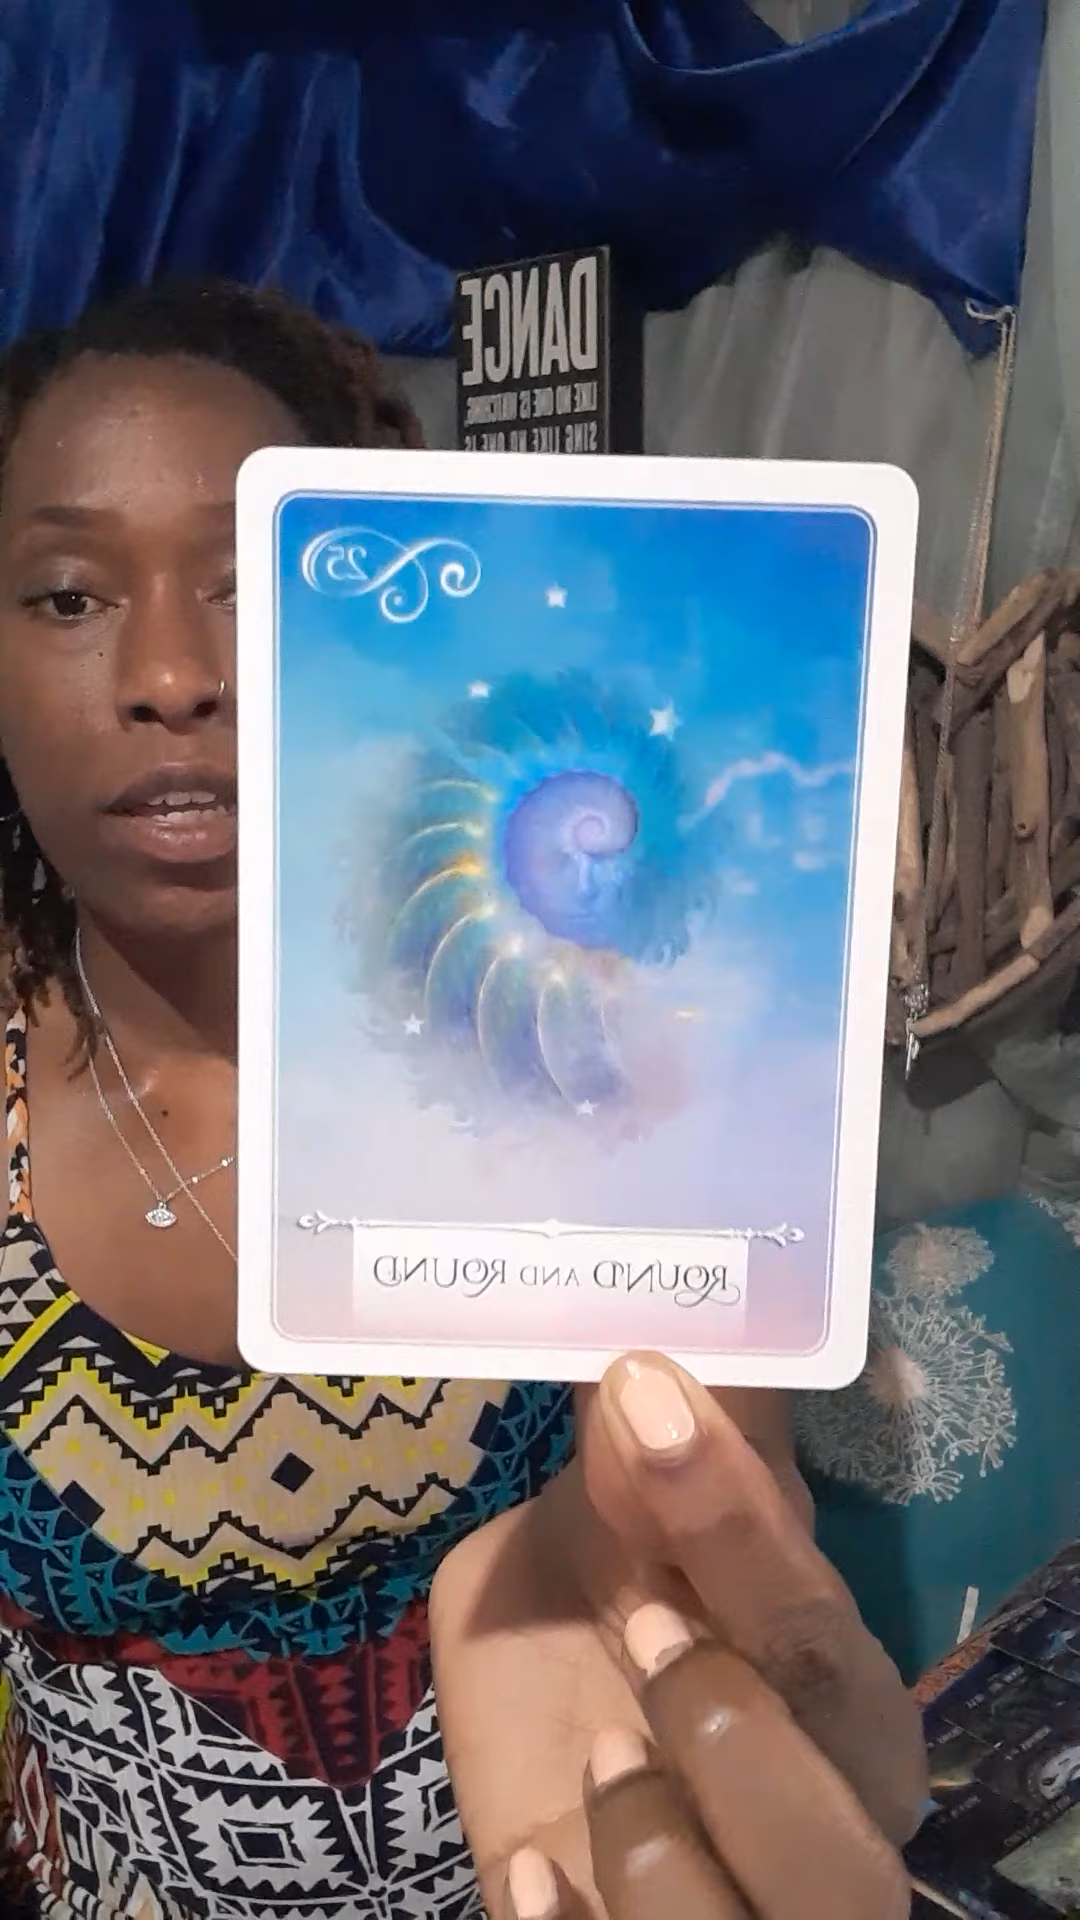 DANCE
LIKE NO ONE IS WATCHING,
SING LIKE NO ONE IS
25
ROUND AND ROUND